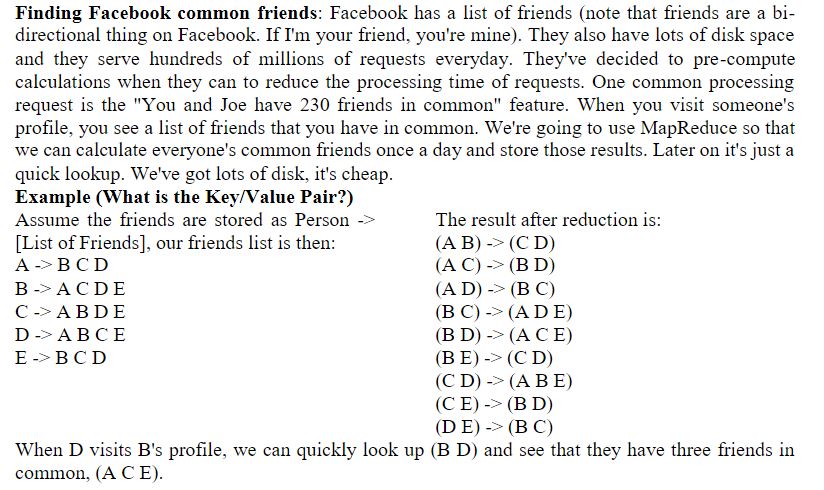 Finding Facebook common friends: Facebook has a list of friends (note that friends are a bi-
directional thing on Facebook. If I'm your friend, you're mine). They also have lots of disk space
and they serve hundreds of millions of requests everyday. They've decided to pre-compute
calculations when they can to reduce the processing time of requests. One common processing
request is the "You and Joe have 230 friends in common" feature. When you visit someone's
profile, you see a list of friends that you have in common. We're going to use MapReduce so that
we can calculate everyone's common friends once a day and store those results. Later on it's just a
quick lookup. We've got lots of disk, it's cheap.
Example (What is the Key/Value Pair?)
Assume the friends are stored as Person ->
[List of Friends], our friends list is then:
A -> B C D
B -> A C D E
C -> A B D E
D -> A B C E
E -> B C D
The result after reduction is:
(A B) -> (C D)
(A C) -> (B D)
(A D) -> (B C)
(B C) -> (A D E)
(B D) -> (A C E)
(B E) -> (C D)
(C D) -> (A B E)
(C E) -> (B D)
(D E) -> (B C)
When D visits B's profile, we can quickly look up (B D) and see that they have three friends in
common, (A C E).